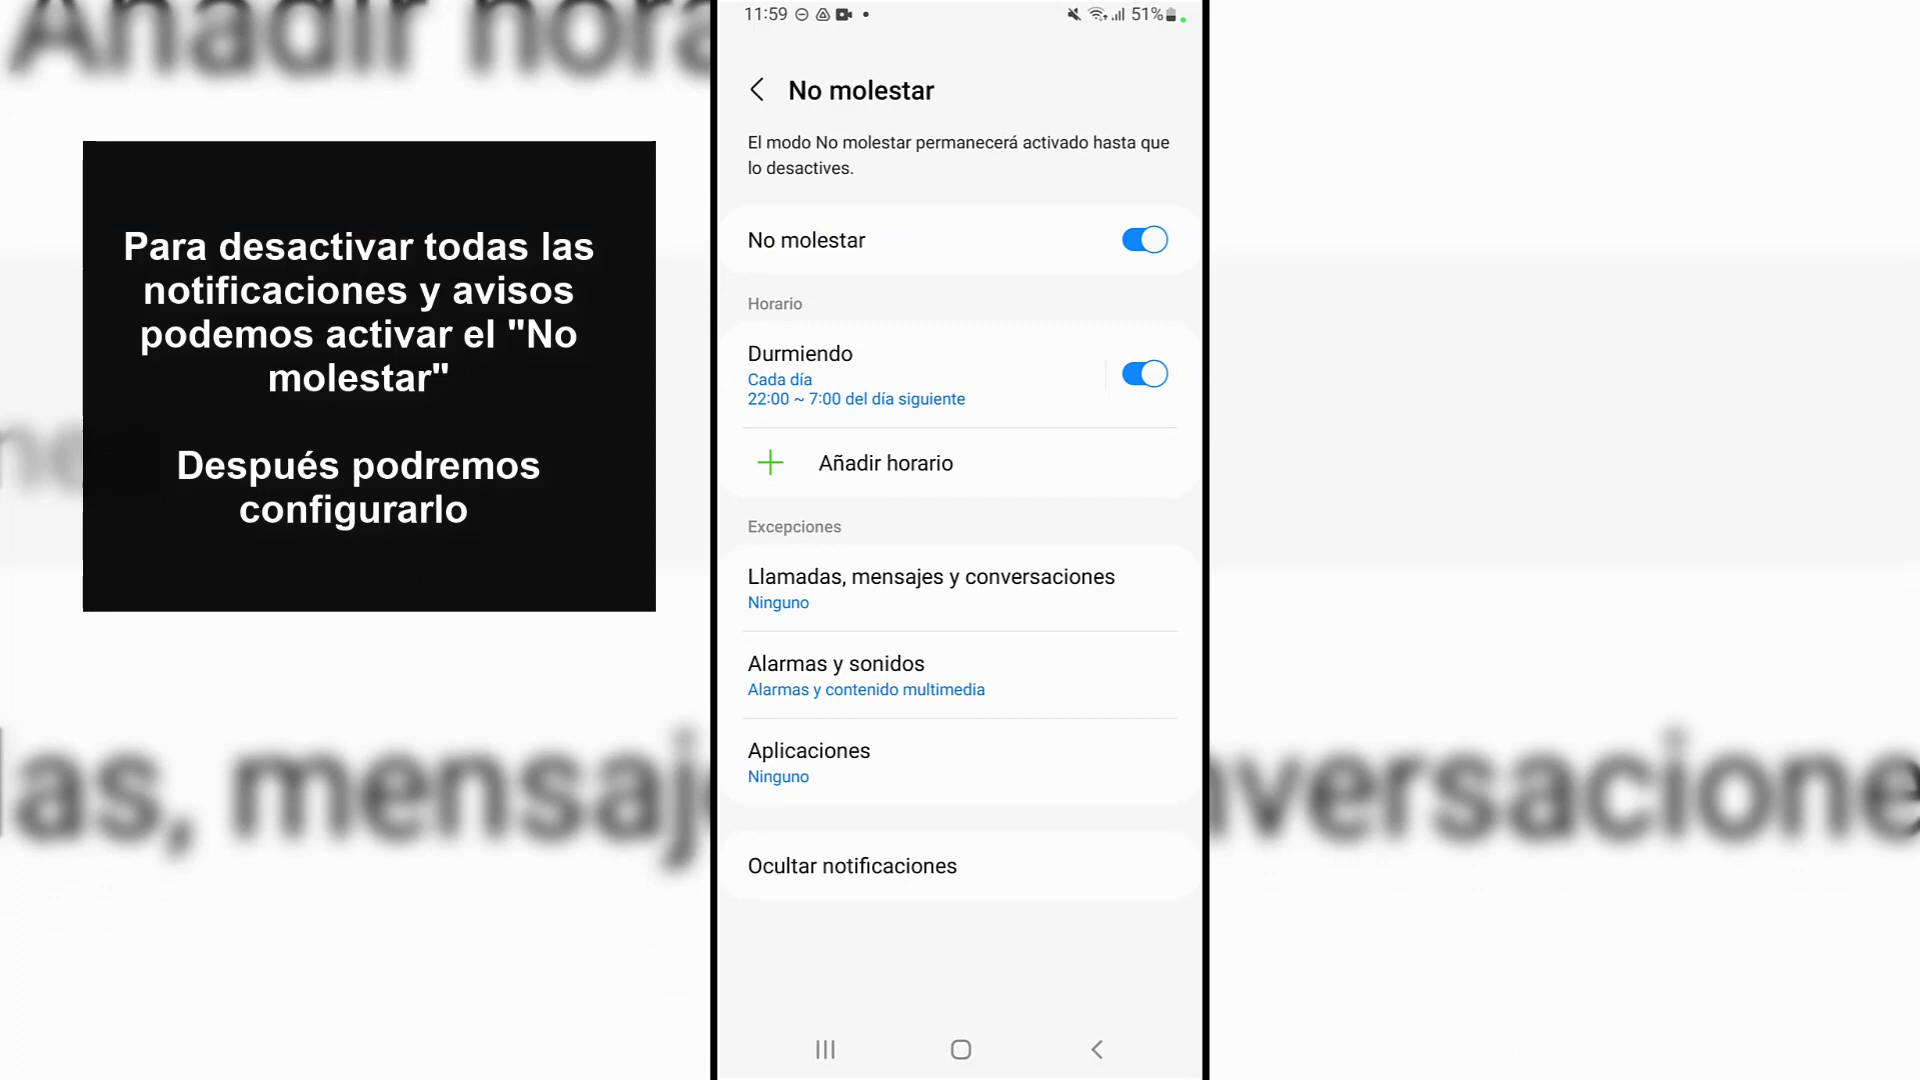 Añadir hora
Para desactivar todas las
notificaciones y avisos
podemos activar el "No
molestar"
Después podremos
configurarlo
las, mensaj
11:59
51%
No molestar
El modo No molestar permanecerá activado hasta que
lo desactives.
No molestar
Horario
Durmiendo
Cada día
22:00 ~ 7:00 del día siguiente
Añadir horario
Excepciones
Llamadas, mensajes y conversaciones
Ninguno
Alarmas y sonidos
Alarmas y contenido multimedia
Aplicaciones
Ninguno
Ocultar notificaciones
nversacione